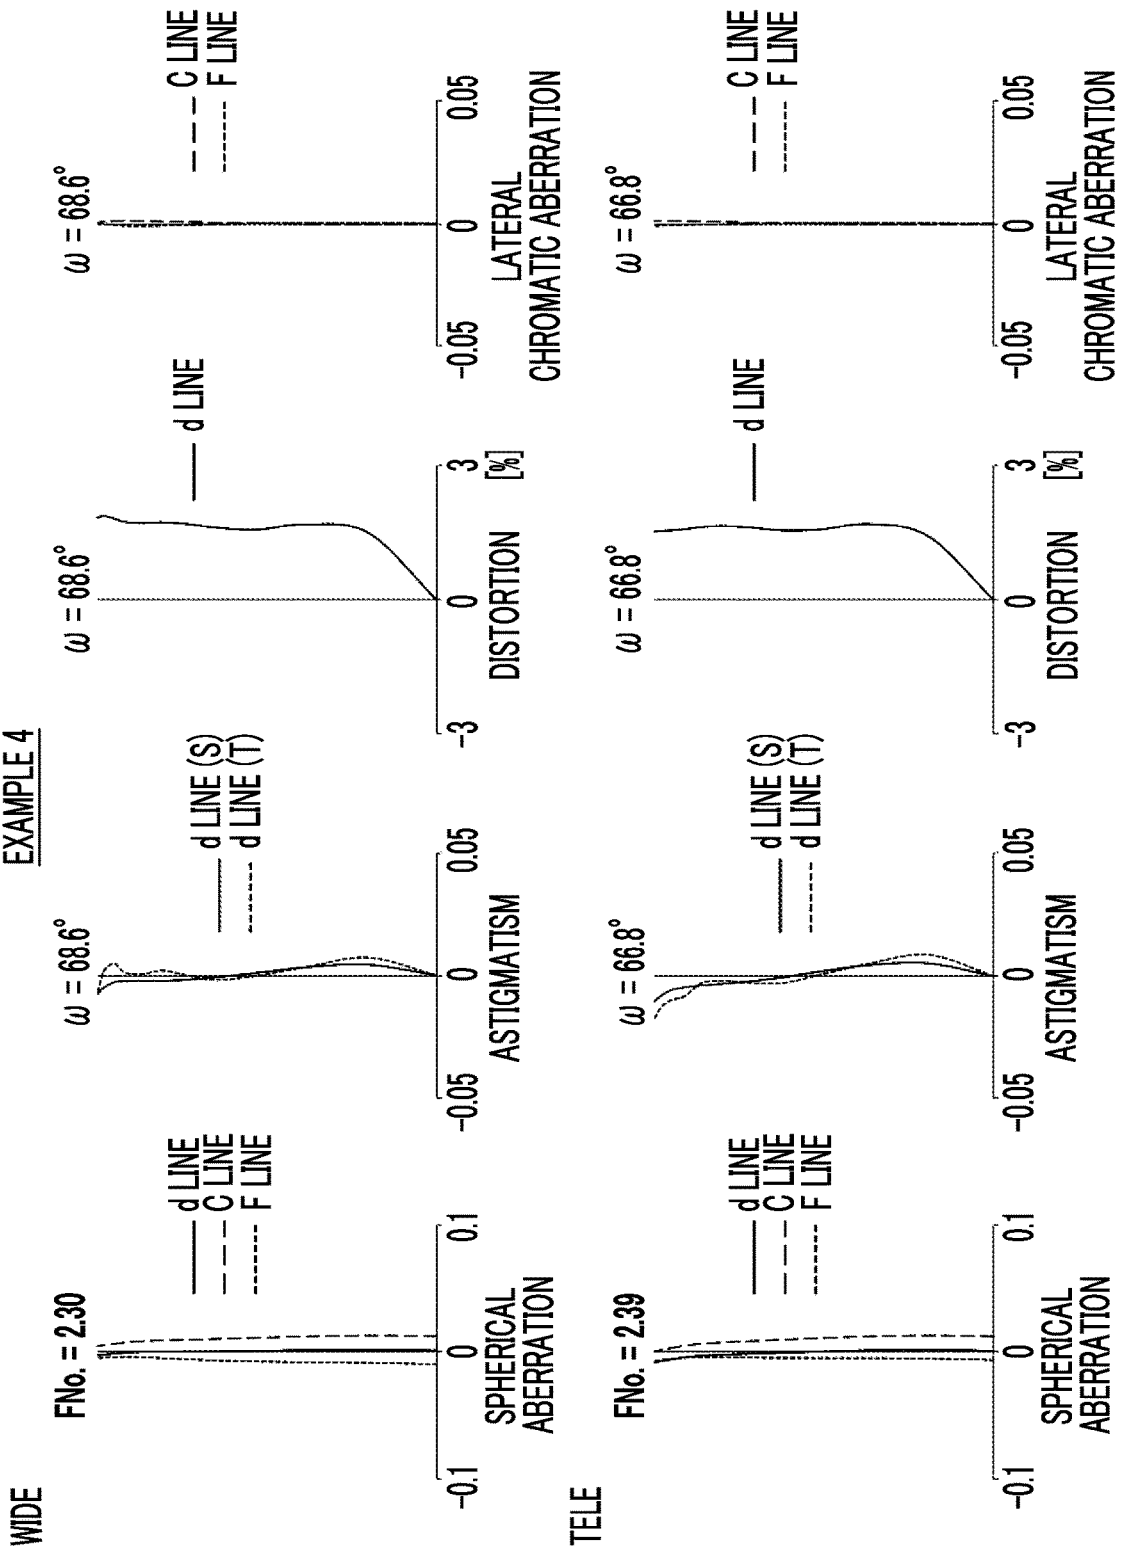 EXAMPLE 4
WIDE
FNo. = 2.30
d LINE
C LINE
F LINE
−0.1 0 0.1
SPHERICAL
ABERRATION
ω = 68.6°
d LINE (S)
d LINE (T)
−0.05 0 0.05
ASTIGMATISM
ω = 68.6°
d LINE
−3 0 3
[%]
DISTORTION
ω = 68.6°
C LINE
F LINE
−0.05 0 0.05
LATERAL
CHROMATIC ABERRATION
TELE
FNo. = 2.39
d LINE
C LINE
F LINE
−0.1 0 0.1
SPHERICAL
ABERRATION
ω = 66.8°
d LINE (S)
d LINE (T)
−0.05 0 0.05
ASTIGMATISM
ω = 66.8°
d LINE
−3 0 3
[%]
DISTORTION
ω = 66.8°
C LINE
F LINE
−0.05 0 0.05
LATERAL
CHROMATIC ABERRATION